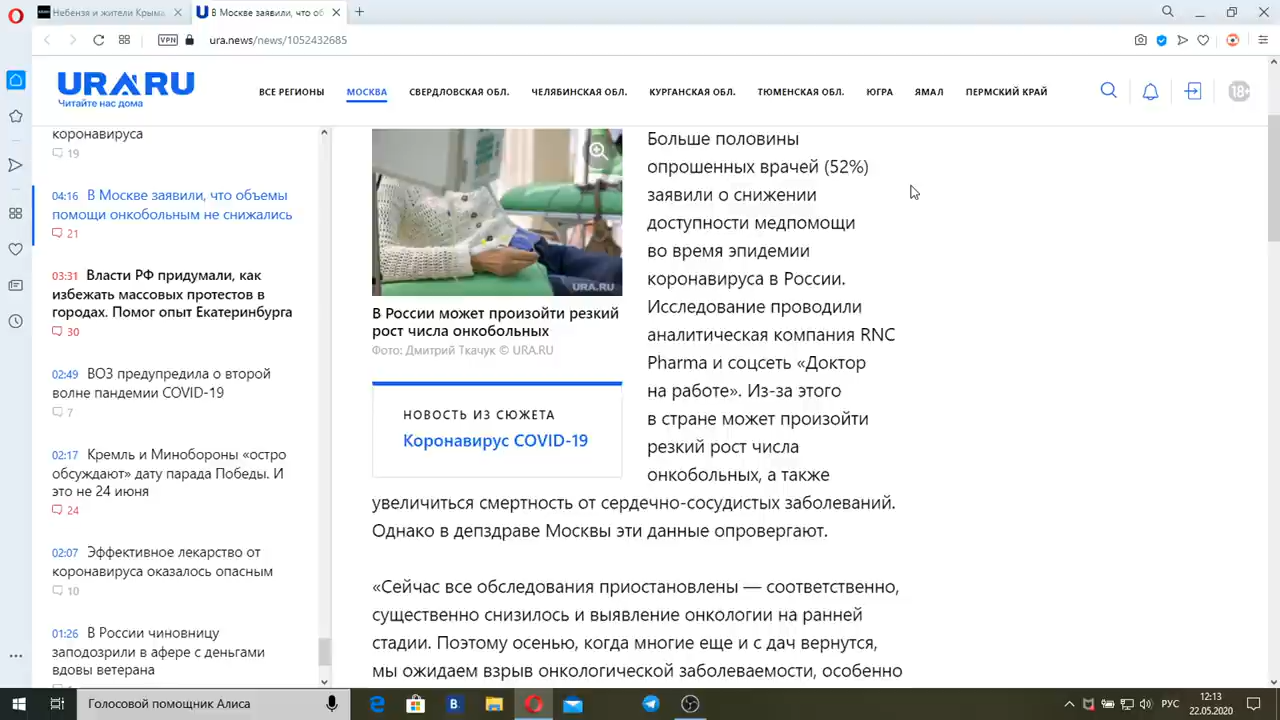 Небензя и жители Крыма
В Москве заявили, что об
VPN
ura.news/news/1052432685
URA.RU
Читайте нас дома
ВСЕ РЕГИОНЫ
МОСКВА
СВЕРДЛОВСКАЯ ОБЛ.
ЧЕЛЯБИНСКАЯ ОБЛ.
КУРГАНСКАЯ ОБЛ.
ТЮМЕНСКАЯ ОБЛ.
ЮГРА
ЯМАЛ
ПЕРМСКИЙ КРАЙ
18+
коронавируса
19
04:16 В Москве заявили, что объемы
помощи онкобольным не снижались
21
03:31 Власти РФ придумали, как
избежать массовых протестов в
городах. Помог опыт Екатеринбурга
30
02:49 ВОЗ предупредила о второй
волне пандемии COVID-19
7
02:17 Кремль и Минобороны «остро
обсуждают» дату парада Победы. И
это не 24 июня
24
02:07 Эффективное лекарство от
коронавируса оказалось опасным
10
01:26 В России чиновницу
заподозрили в афере с деньгами
вдовы ветерана
URA.RU
В России может произойти резкий
рост числа онкобольных
Фото: Дмитрий Ткачук © URA.RU
НОВОСТЬ ИЗ СЮЖЕТА
Коронавирус COVID-19
Больше половины
опрошенных врачей (52%)
заявили о снижении
доступности медпомощи
во время эпидемии
коронавируса в России.
Исследование проводили
аналитическая компания RNC
Pharma и соцсеть «Доктор
на работе». Из-за этого
в стране может произойти
резкий рост числа
онкобольных, а также
увеличиться смертность от сердечно-сосудистых заболеваний.
Однако в депздраве Москвы эти данные опровергают.
«Сейчас все обследования приостановлены — соответственно,
существенно снизилось и выявление онкологии на ранней
стадии. Поэтому осенью, когда многие еще и с дач вернутся,
мы ожидаем взрыв онкологической заболеваемости, особенно
Голосовой помощник Алиса
РУС
12:13
22.05.2020